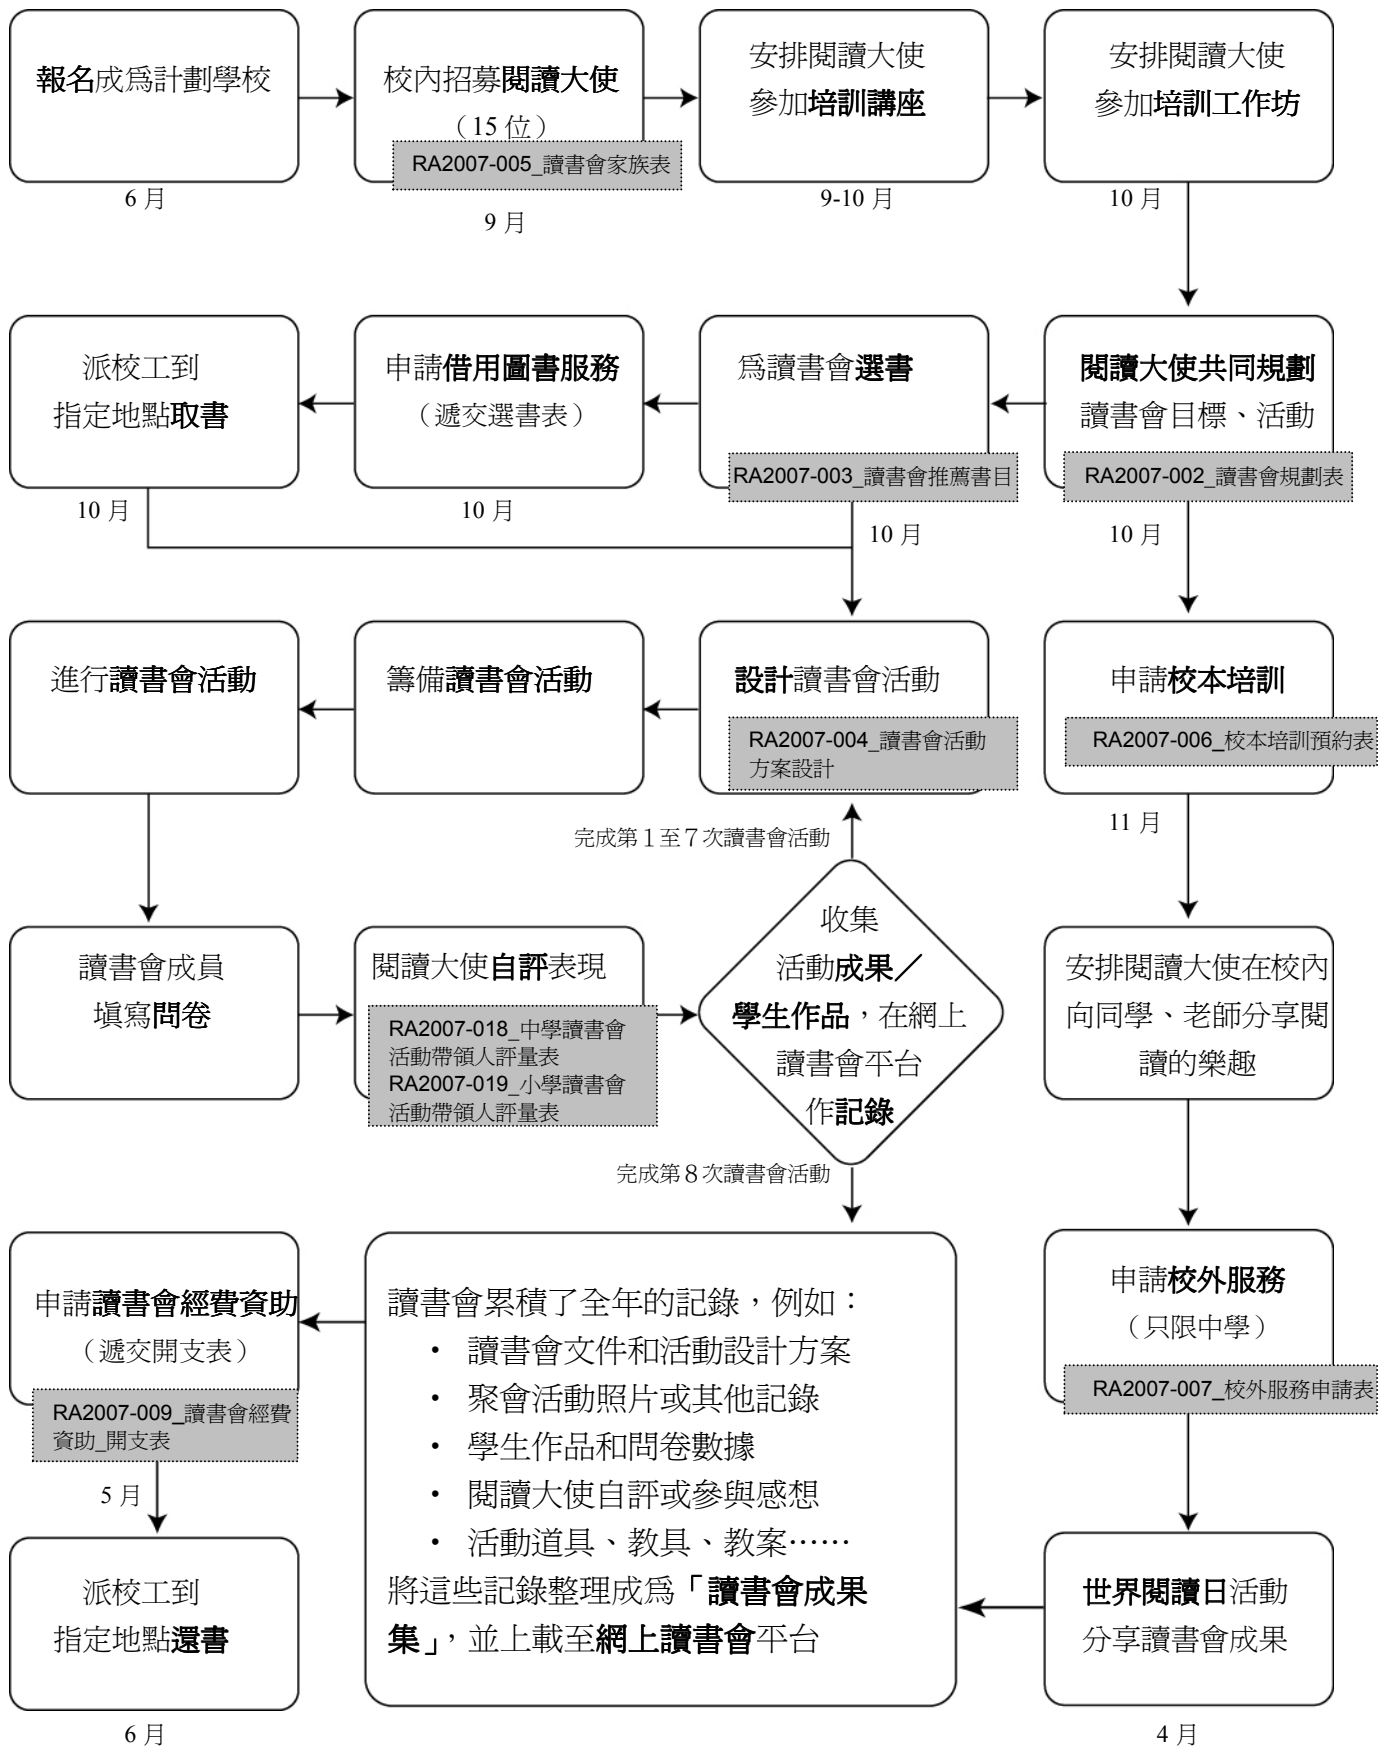 報名成爲計劃學校
6 月
校內招募閱讀大使
（15 位）
RA2007-005_讀書會家族表
9 月
安排閱讀大使
參加培訓講座
9-10 月
安排閱讀大使
參加培訓工作坊
10 月
閱讀大使共同規劃
讀書會目標、活動
RA2007-002_讀書會規劃表
10 月
爲讀書會選書
RA2007-003_讀書會推薦書目
10 月
申請借用圖書服務
（遞交選書表）
10 月
派校工到
指定地點取書
10 月
設計讀書會活動
RA2007-004_讀書會活動
方案設計
籌備讀書會活動
進行讀書會活動
申請校本培訓
RA2007-006_校本培訓預約表
11 月
讀書會成員
填寫問卷
閱讀大使自評表現
RA2007-018_中學讀書會
活動帶領人評量表
RA2007-019_小學讀書會
活動帶領人評量表
完成第１至７次讀書會活動
收集
活動成果／
學生作品，在網上
讀書會平台
作記錄
完成第８次讀書會活動
安排閱讀大使在校內
向同學、老師分享閱
讀的樂趣
申請校外服務
（只限中學）
RA2007-007_校外服務申請表
世界閱讀日活動
分享讀書會成果
4 月
讀書會累積了全年的記錄，例如：
• 讀書會文件和活動設計方案
• 聚會活動照片或其他記錄
• 學生作品和問卷數據
• 閱讀大使自評或參與感想
• 活動道具、教具、教案……
將這些記錄整理成爲「讀書會成果
集」，並上載至網上讀書會平台
申請讀書會經費資助
（遞交開支表）
RA2007-009_讀書會經費
資助_開支表
5 月
派校工到
指定地點還書
6 月